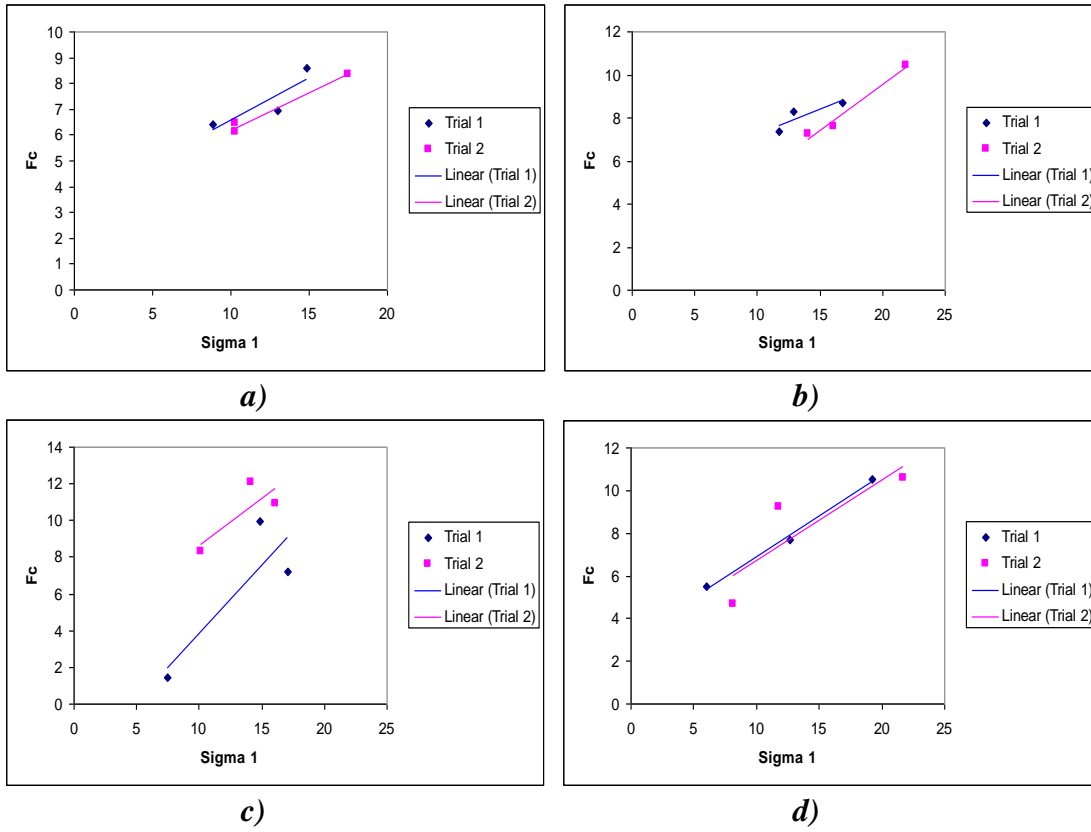 10
9
8
7
6
5
4
3
2
1
0
Fc
0 5 10 15 20
Sigma 1
Trial 1
Trial 2
Linear (Trial 1)
Linear (Trial 2)
a)
12
10
8
6
4
2
0
Fc
0 5 10 15 20 25
Sigma 1
Trial 1
Trial 2
Linear (Trial 1)
Linear (Trial 2)
b)
14
12
10
8
6
4
2
0
Fc
0 5 10 15 20 25
Sigma 1
Trial 1
Trial 2
Linear (Trial 1)
Linear (Trial 2)
c)
12
10
8
6
4
2
0
Fc
0 5 10 15 20 25
Sigma 1
Trial 1
Trial 2
Linear (Trial 1)
Linear (Trial 2)
d)